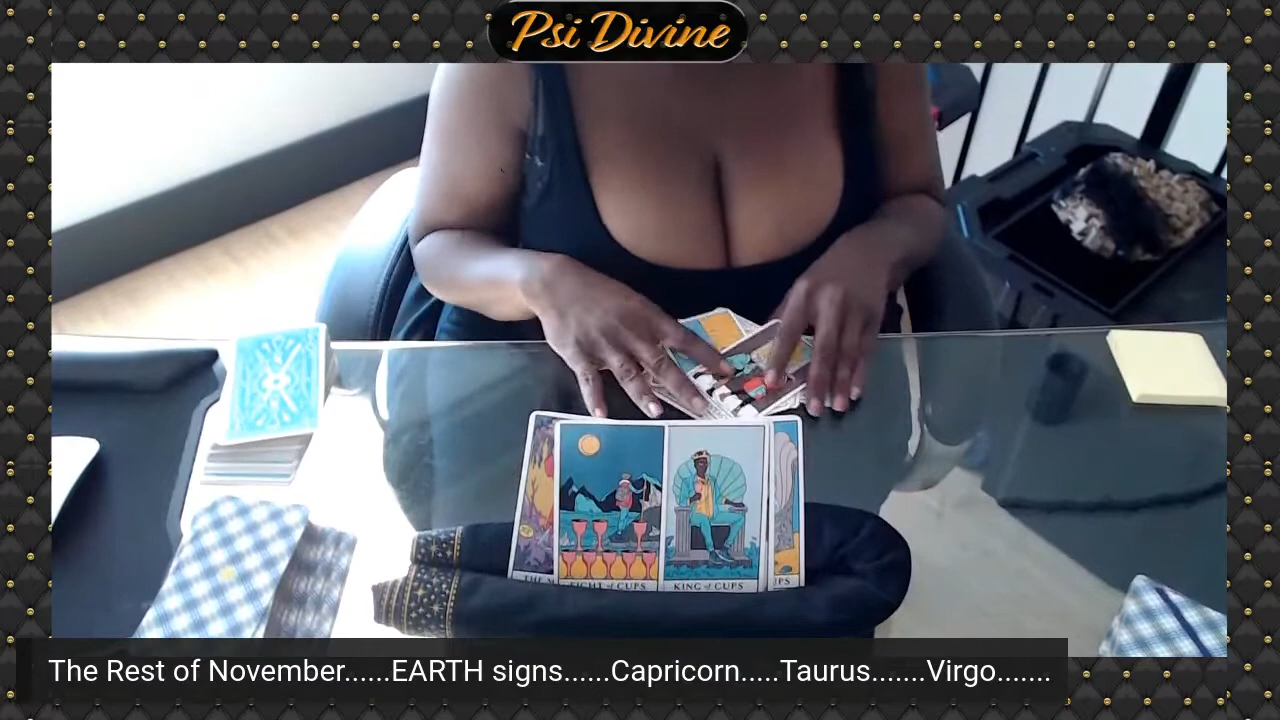 Psi Divine
EIGHT of CUPS
KING of CUPS
The Rest of November......EARTH signs......Capricorn.....Taurus.......Virgo.......